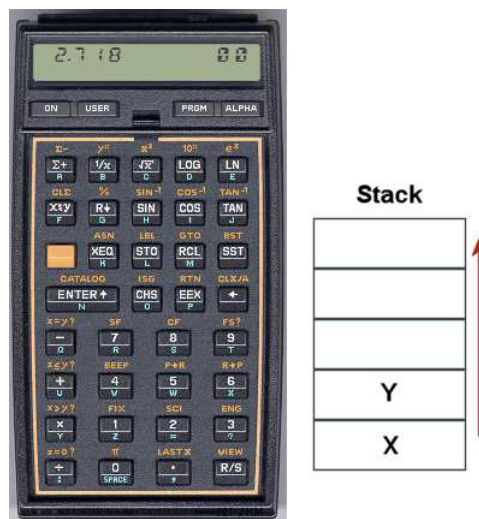 2.718 00
ON USER PRGM ALPHA
Σ- yˣ x² 10ˣ eˣ
Σ+ 1/x √x LOG LN
A B C D E
CLΣ % SIN⁻¹ COS⁻¹ TAN⁻¹
x≷y R↓ SIN COS TAN
F G H I J
ASN LBL GTO BST
XEQ STO RCL SST
K L M
CATALOG ISG RTN CLX/A
ENTER↑ CHS EEX ←
N O P
x=y? SF CF FS?
− 7 8 9
Q R S T
x≤y? BEEP P→R R→P
+ 4 5 6
U V W X
x>y? FIX SCI ENG
× 1 2 3
Y Z = ?
x=0? π LAST X VIEW
÷ 0 • R/S
: SPACE ,
Stack
Y
X